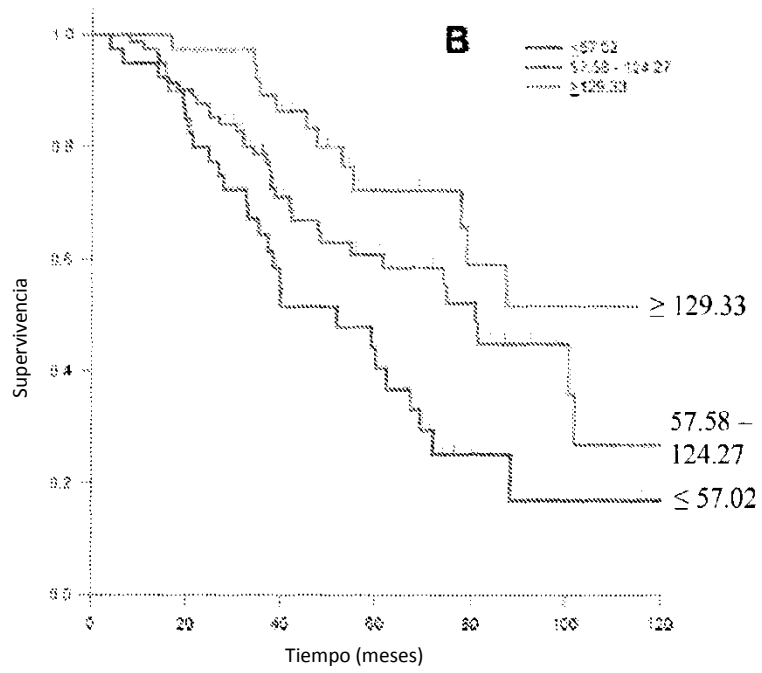 B
≤57.02
57.58 - 124.27
≥129.33
1.0
0.8
0.6
0.4
0.2
0.0
Supervivencia
≥ 129.33
57.58 –
124.27
≤ 57.02
0 20 40 60 80 100 120
Tiempo (meses)